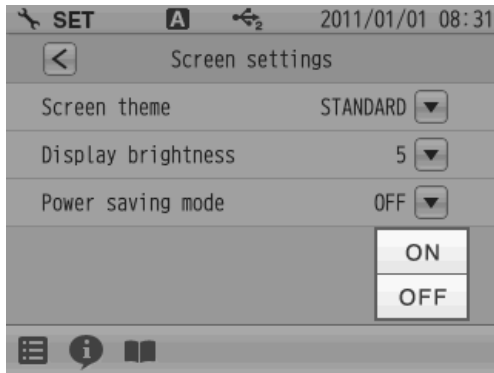 SET A 2 2011/01/01 08:31
< Screen settings
Screen theme STANDARD
Display brightness 5
Power saving mode OFF
ON
OFF
i